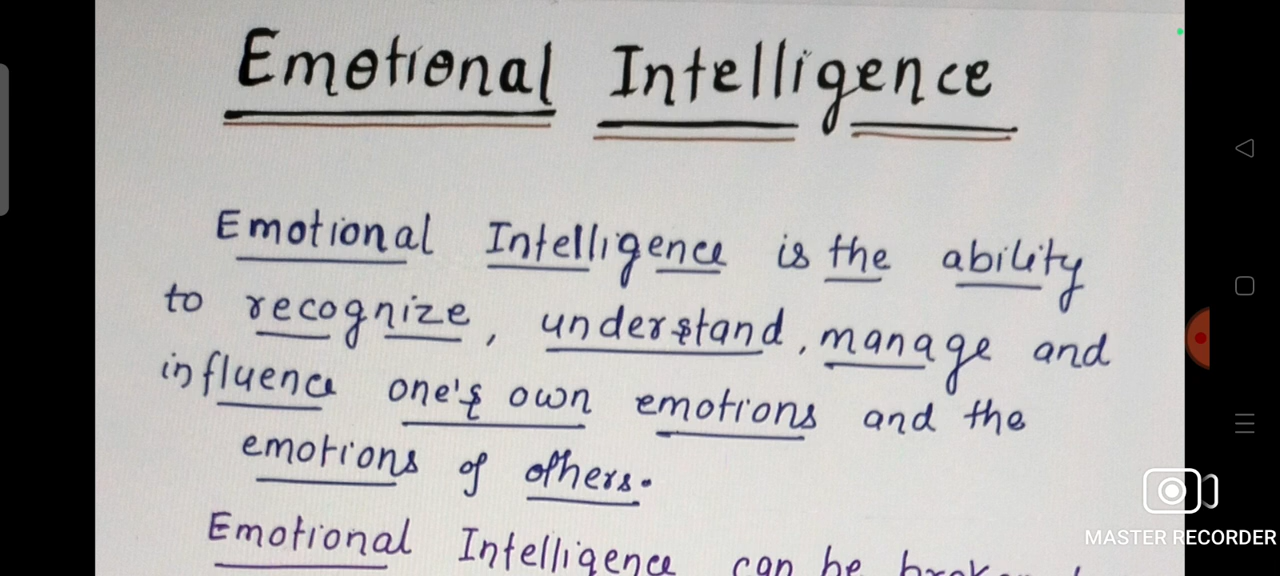 Emotional Intelligence
Emotional Intelligence is the ability
to recognize, understand, manage and
influence one's own emotions and the
emotions of others.
Emotional Intelligence can be
MASTER RECORDER